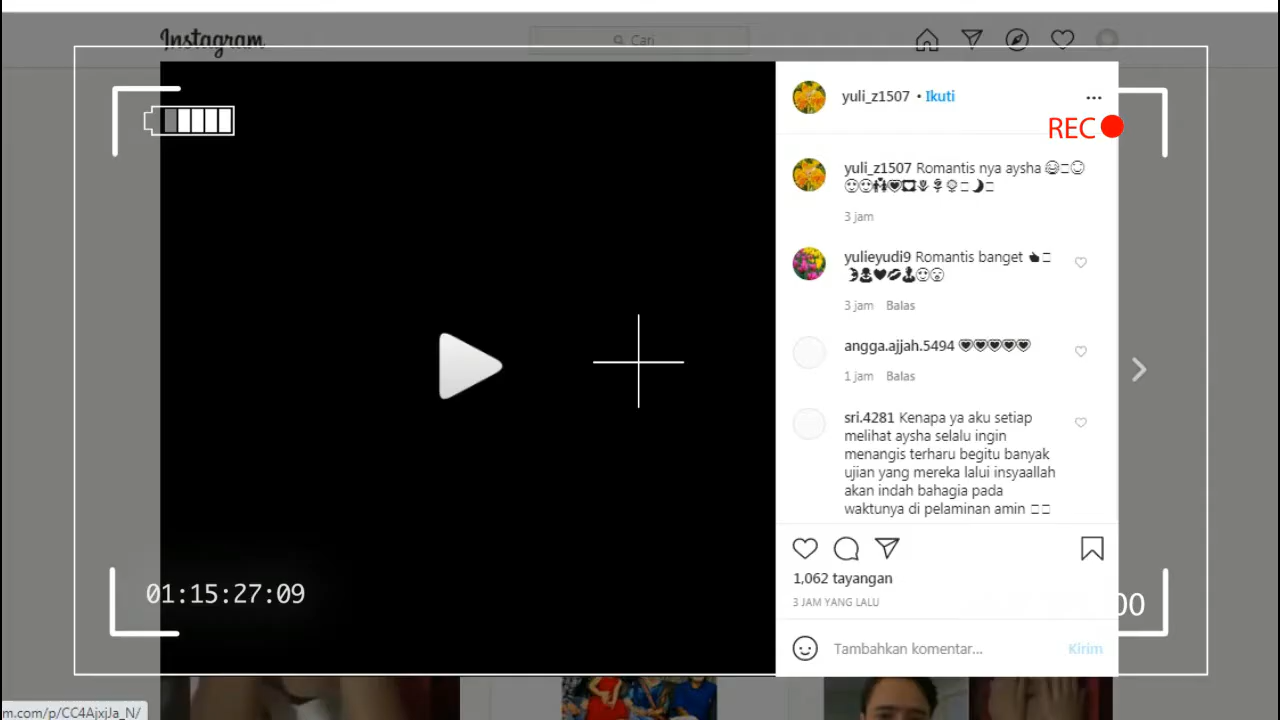 Instagram
Cari
yuli_z1507 • Ikuti
REC
yuli_z1507 Romantis nya aysha
3 jam
yulieyudi9 Romantis banget
3 jam Balas
angga.ajjah.5494
1 jam Balas
sri.4281 Kenapa ya aku setiap
melihat aysha selalu ingin
menangis terharu begitu banyak
ujian yang mereka lalui insyaallah
akan indah bahagia pada
waktunya di pelaminan amin
1,062 tayangan
3 JAM YANG LALU
01:15:27:09
00
Tambahkan komentar... Kirim
m.com/p/CC4AjxjJa_N/